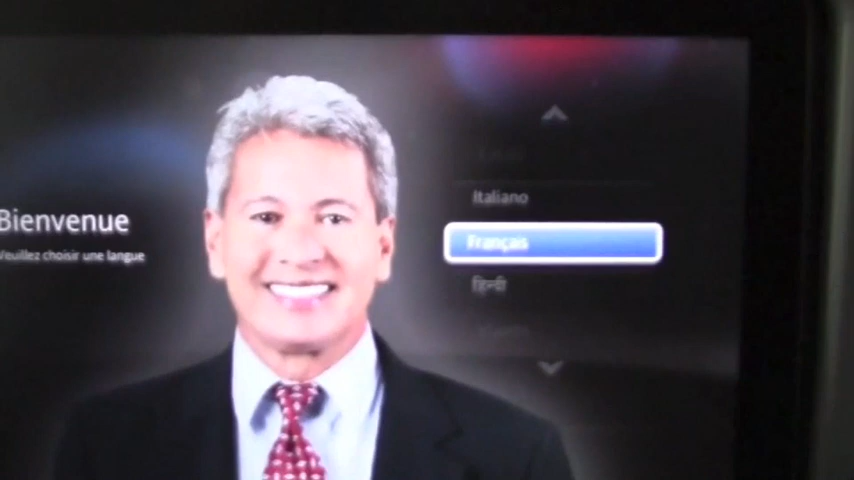 Bienvenue
Veuillez choisir une langue
Italiano
Français